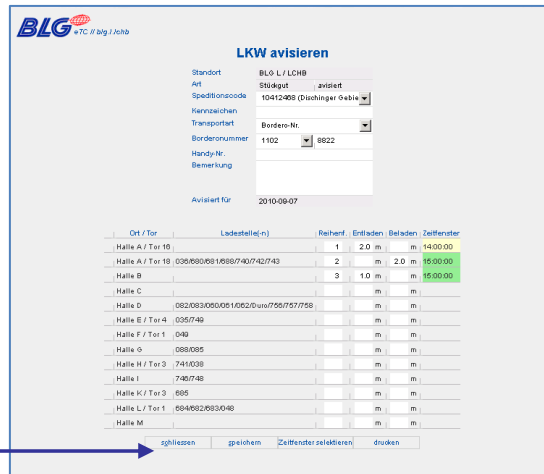 BLG e7C // blg.l./chb
LKW avisieren
Standort BLG L / LCHB
Art Stückgut avisiert
Speditionscode 10412468 (Dischinger Gebie
Kennzeichen
Transportart Bordero-Nr.
Borderonummer 1102 8822
Handy-Nr.
Bemerkung
Avisiert für 2010-09-07
Ort / Tor Ladestelle(-n) Reihenf. Entladen Beladen Zeitfenster
Halle A / Tor 16 1 2.0 m m 14:00:00
Halle A / Tor 18 036/680/681/688/740/742/743 2 m 2.0 m 16:00:00
Halle B 3 1.0 m m 15:00:00
Halle C m m
Halle D 082/083/060/061/062/Duro/756/757/758 m m
Halle E / Tor 4 035/749 m m
Halle F / Tor 1 049 m m
Halle G 088/085 m m
Halle H / Tor 3 741/038 m m
Halle I 746/748 m m
Halle K / Tor 3 685 m m
Halle L / Tor 1 684/682/683/048 m m
Halle M m m
schliessen speichern Zeitfenster selektieren drucken